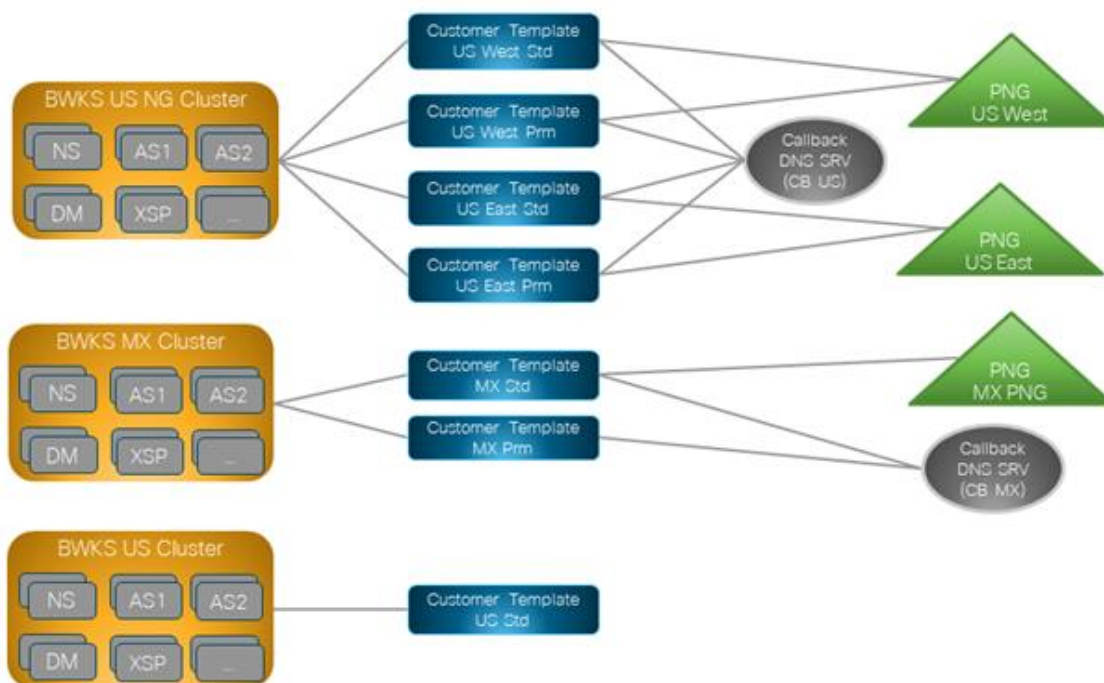 BWKS US NG Cluster
NS
AS1
AS2
DM
XSP
...
Customer Template
US West Std
Customer Template
US West Prm
Customer Template
US East Std
Customer Template
US East Prm
Callback
DNS SRV
(CB US)
PNG
US West
PNG
US East
BWKS MX Cluster
NS
AS1
AS2
DM
XSP
...
Customer Template
MX Std
Customer Template
MX Prm
PNG
MX PNG
Callback
DNS SRV
(CB MX)
BWKS US Cluster
NS
AS1
AS2
DM
XSP
...
Customer Template
US Std